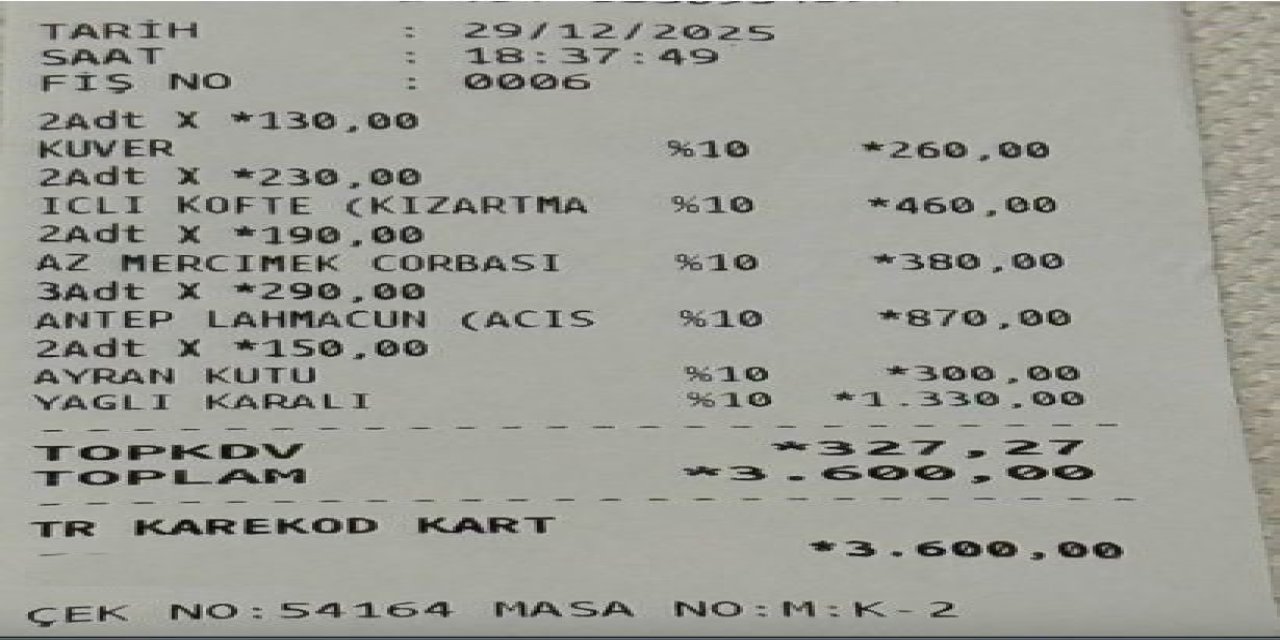 TARİH : 29/12/2025
SAAT : 18:37:49
FİŞ NO : 0006
2Adt X *130,00
KUVER %10 *260,00
2Adt X *230,00
ICLI KOFTE (KIZARTMA %10 *460,00
2Adt X *190,00
AZ MERCIMEK CORBASI %10 *380,00
3Adt X *290,00
ANTEP LAHMACUN (ACIS %10 *870,00
2Adt X *150,00
AYRAN KUTU %10 *300,00
YAGLI KARALI %10 *1.330,00
TOPKDV *327,27
TOPLAM *3.600,00
TR KAREKOD KART
*3.600,00
ÇEK NO:54164 MASA NO:M:K-2